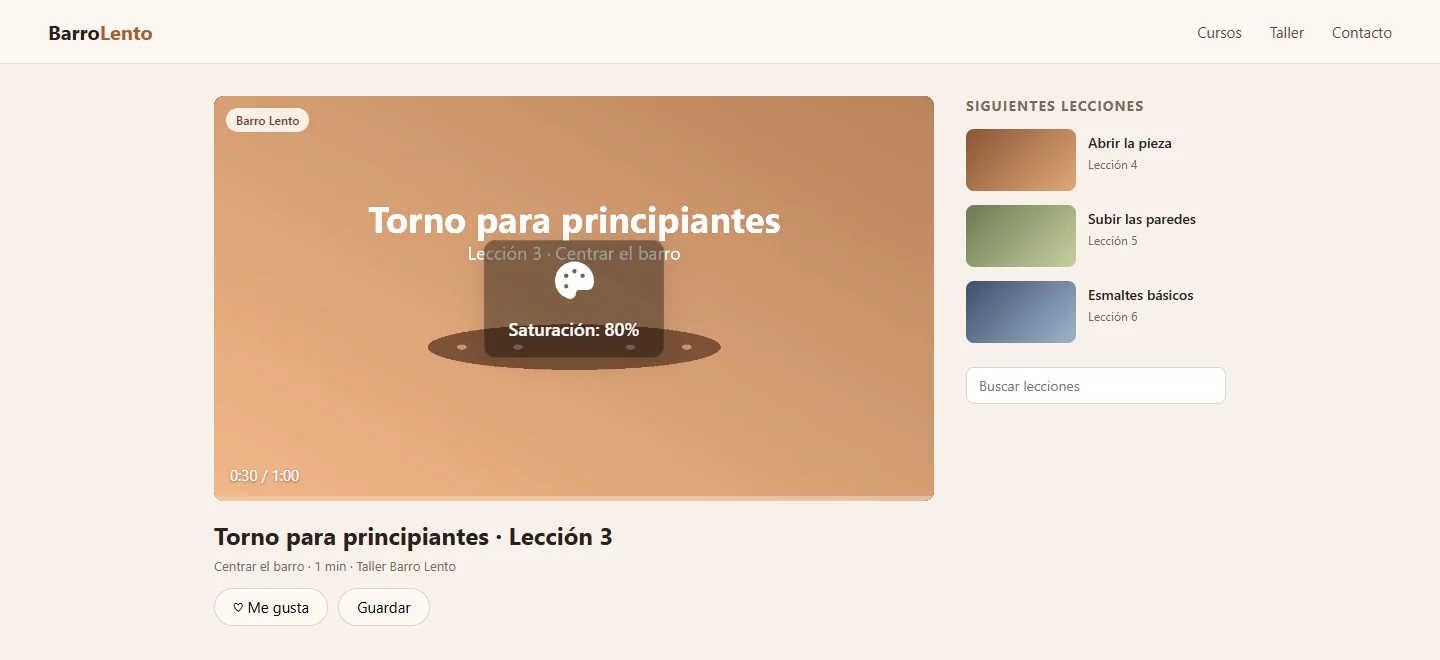 BarroLento
Cursos
Taller
Contacto
Barro Lento
Torno para principiantes
Lección 3 · Centrar el barro
Saturación: 80%
0:30 / 1:00
Torno para principiantes · Lección 3
Centrar el barro · 1 min · Taller Barro Lento
♡ Me gusta
Guardar
SIGUIENTES LECCIONES
Abrir la pieza
Lección 4
Subir las paredes
Lección 5
Esmaltes básicos
Lección 6
Buscar lecciones